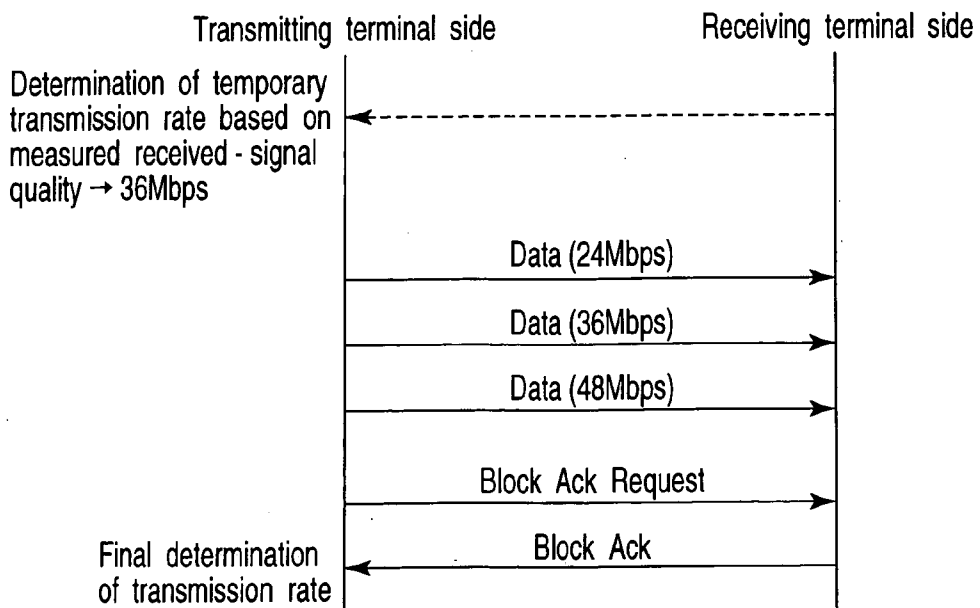 Transmitting terminal side
Receiving terminal side
Determination of temporary
transmission rate based on
measured received - signal
quality → 36Mbps
Data (24Mbps)
Data (36Mbps)
Data (48Mbps)
Block Ack Request
Block Ack
Final determination
of transmission rate